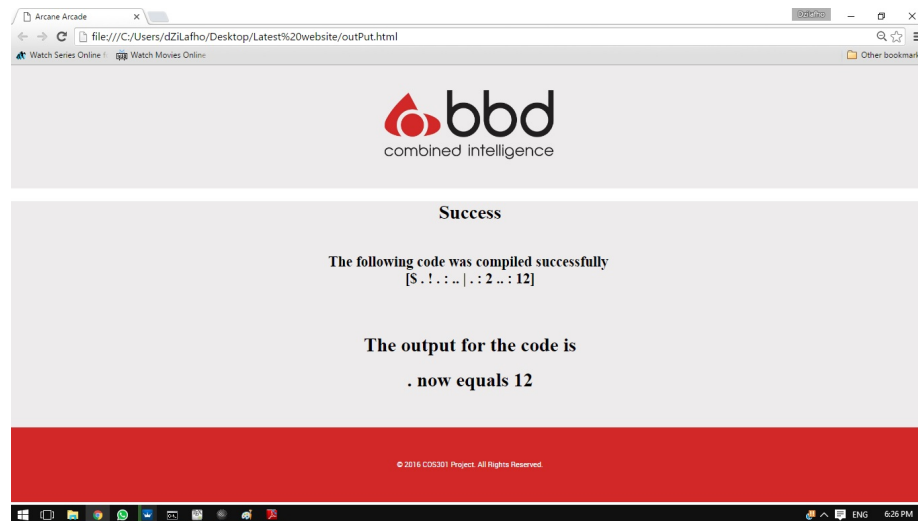 Arcane Arcade
Dzilafho
file:///C:/Users/dZiLafho/Desktop/Latest%20website/outPut.html
Watch Series Online
Watch Movies Online
Other bookmar
bbd
combined intelligence
Success
The following code was compiled successfully
[S . ! . : .. | . : 2 .. : 12]
The output for the code is
. now equals 12
© 2016 COS301 Project. All Rights Reserved.
ENG 6:26 PM